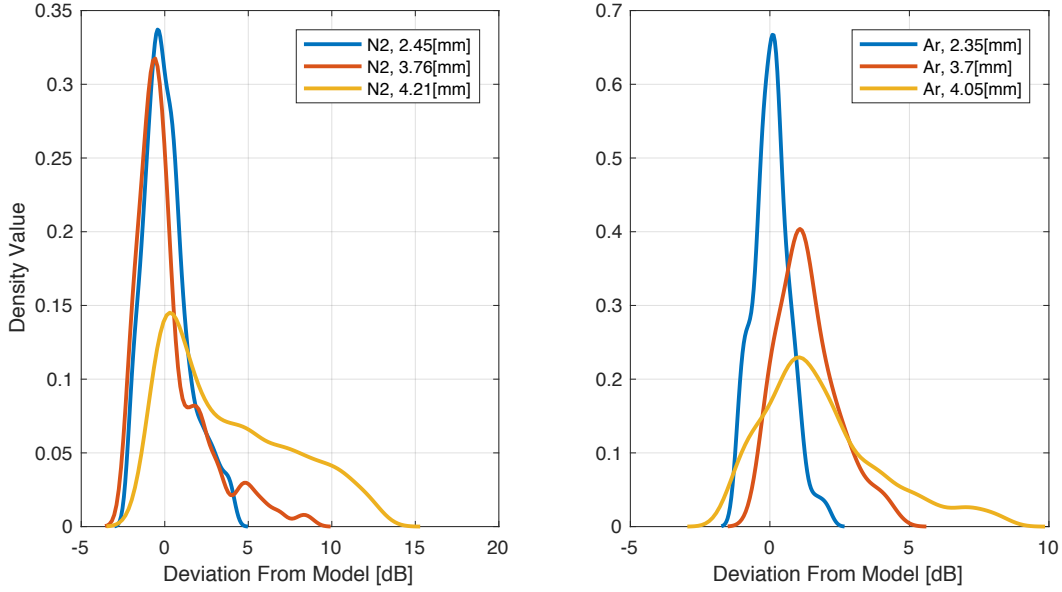 0.35
0.3
0.25
0.2
0.15
0.1
0.05
0
-5
0
5
10
15
20
Density Value
Deviation From Model [dB]
N2, 2.45[mm]
N2, 3.76[mm]
N2, 4.21[mm]
0.7
0.6
0.5
0.4
0.3
0.2
0.1
0
-5
0
5
10
Deviation From Model [dB]
Ar, 2.35[mm]
Ar, 3.7[mm]
Ar, 4.05[mm]